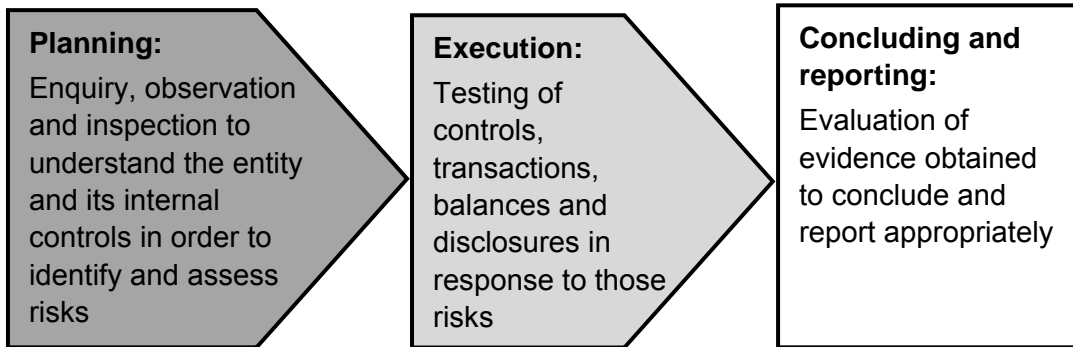 Planning:
Enquiry, observation
and inspection to
understand the entity
and its internal
controls in order to
identify and assess
risks
Execution:
Testing of
controls,
transactions,
balances and
disclosures in
response to those
risks
Concluding and
reporting:
Evaluation of
evidence obtained
to conclude and
report appropriately